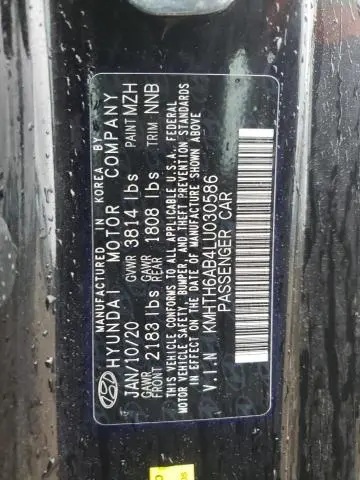 MANUFACTURED IN KOREA BY
HYUNDAI MOTOR COMPANY
JAN/10/20 GVWR 3814 lbs PAINT MZH
GAWR FRONT 2183 lbs GAWR REAR 1808 lbs TRIM NNB
THIS VEHICLE CONFORMS TO ALL APPLICABLE U.S.A. FEDERAL
MOTOR VEHICLE SAFETY, BUMPER, AND THEFT PREVENTION
STANDARDS IN EFFECT ON THE DATE OF MANUFACTURE SHOWN ABOVE
V.I.N KMHTH6AB4LU030586
PASSENGER CAR